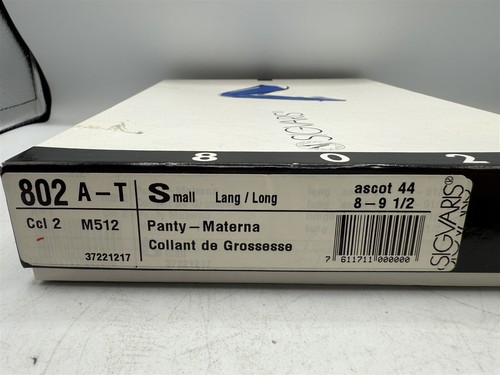 SIGVARIS
8 0 2
802 A-T
Small Lang / Long
ascot 44
8-9 1/2
Ccl 2 M512
Panty-Materna
Collant de Grossesse
37221217
7 611711 000000
SIGVARIS®